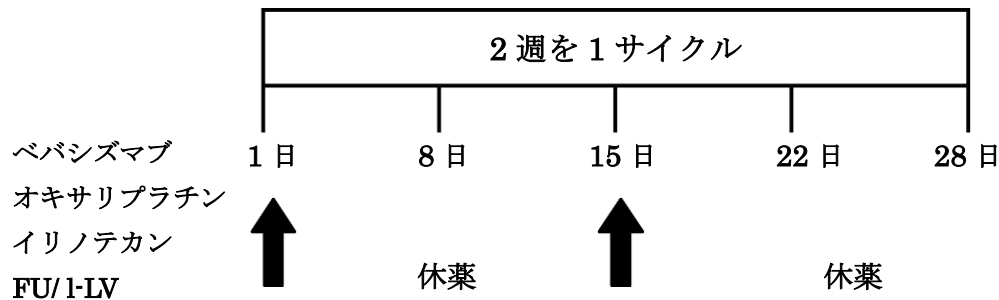 2 週を 1 サイクル
ベバシズマブ 1 日 8 日 15 日 22 日 28 日
オキサリプラチン
イリノテカン
FU/ l-LV 休薬 休薬